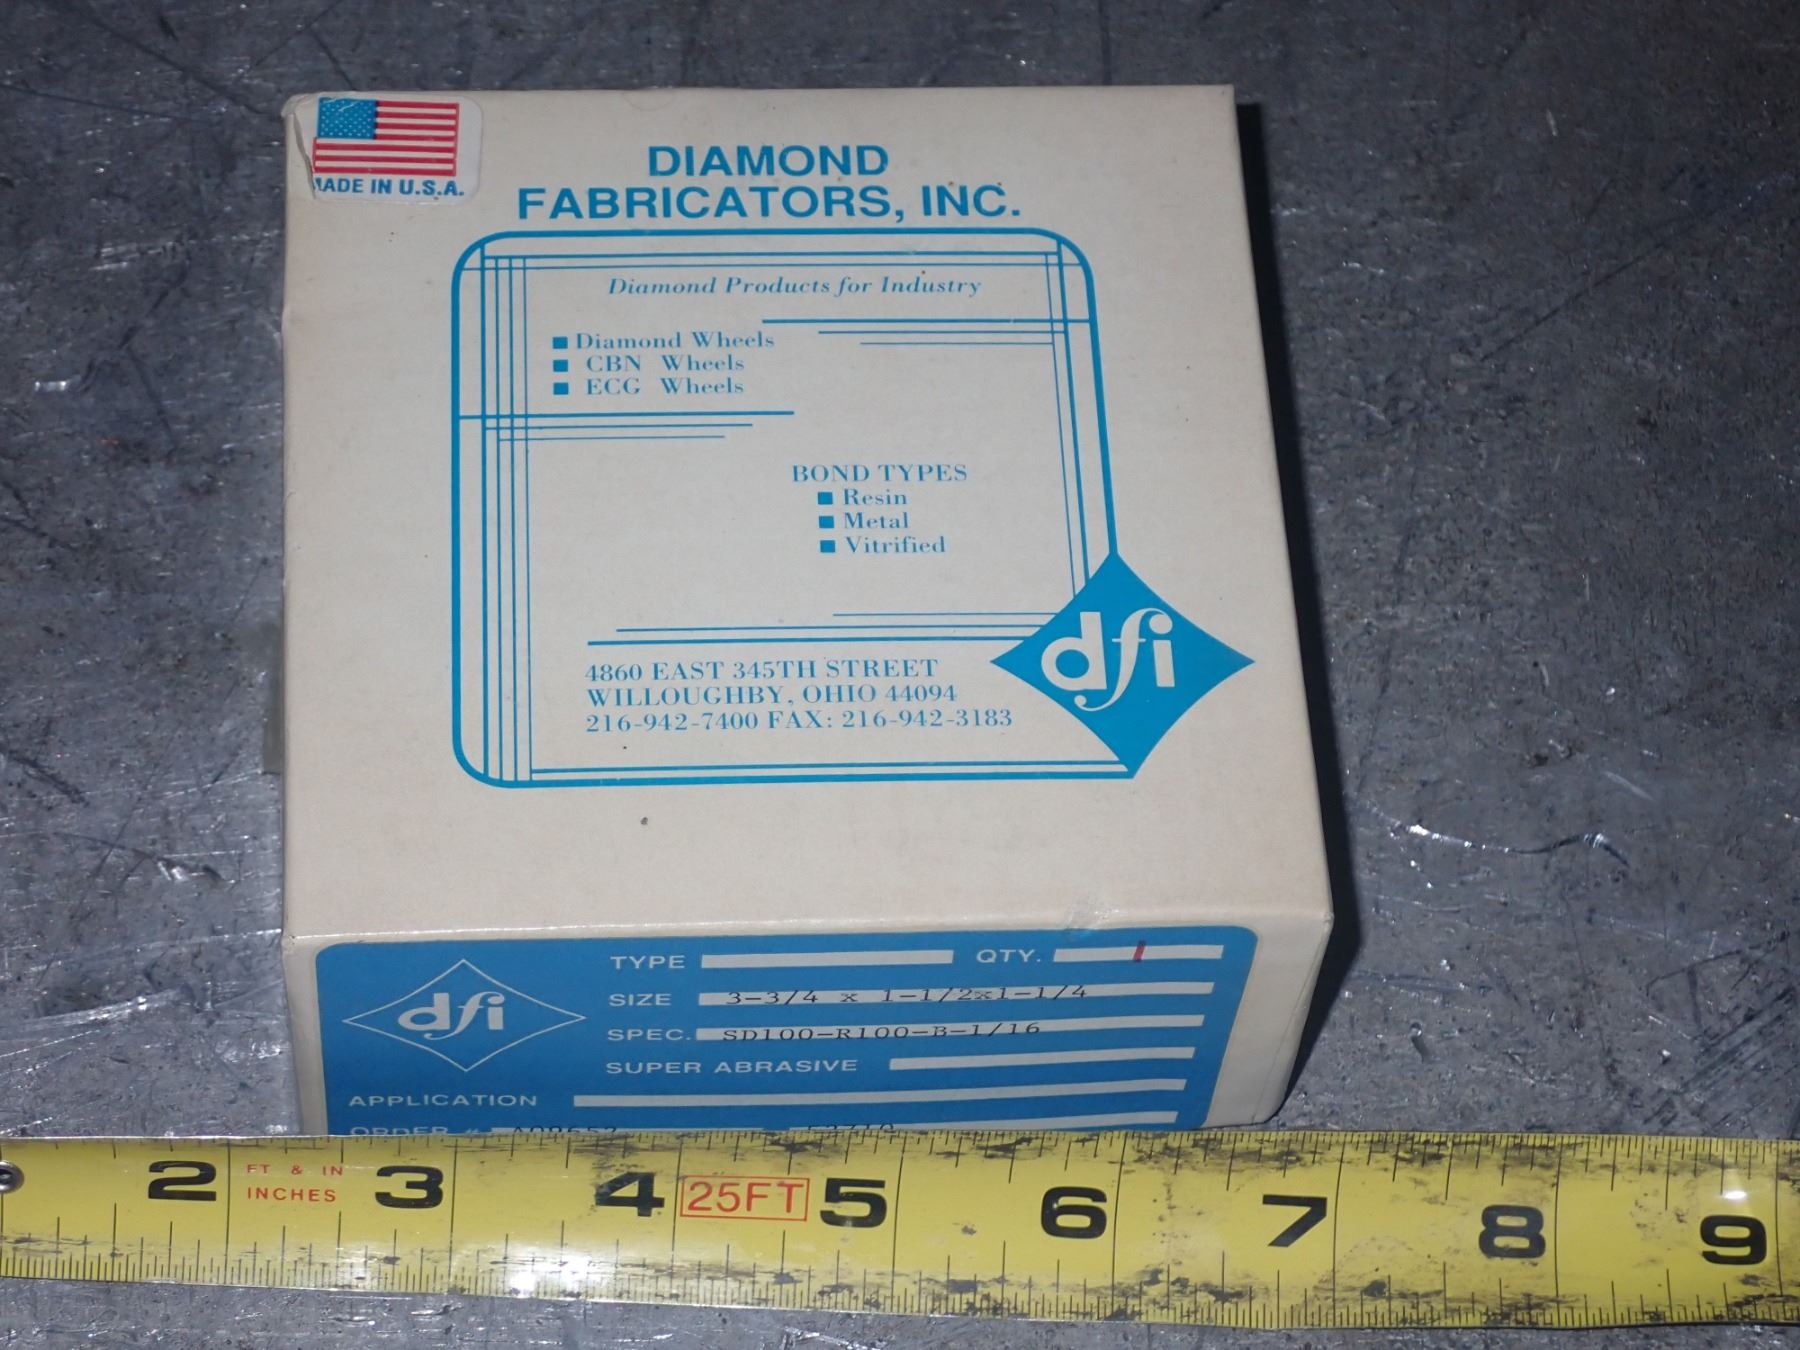 MADE IN U.S.A.
DIAMOND
FABRICATORS, INC.
Diamond Products for Industry
Diamond Wheels
CBN Wheels
ECG Wheels
BOND TYPES
Resin
Metal
Vitrified
dfi
4860 EAST 345TH STREET
WILLOUGHBY, OHIO 44094
216-942-7400 FAX: 216-942-3183
dfi
TYPE QTY. 1
SIZE 3-3/4 x 1-1/2x1-1/4
SPEC. SD100-R100-B-1/16
SUPER ABRASIVE
APPLICATION
ORDER #
2 FT & IN 3 4 25FT 5 6 7 8 9
INCHES